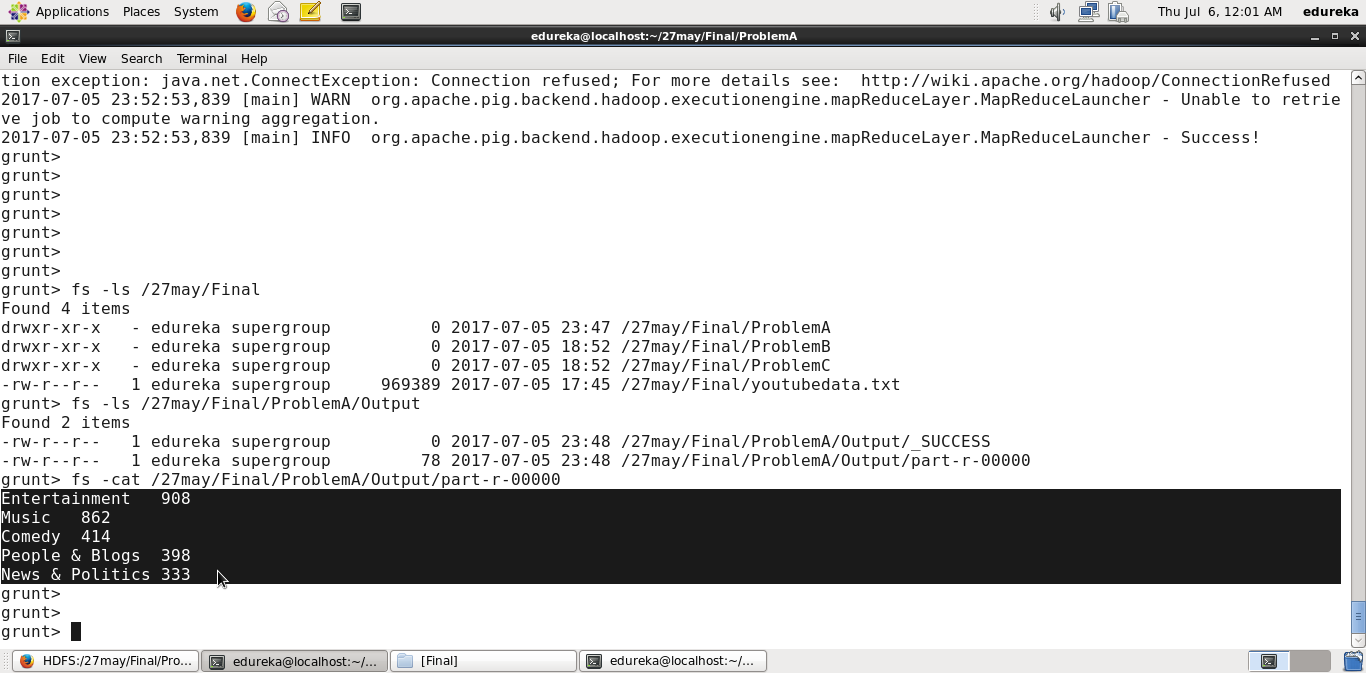 Applications Places System Thu Jul 6, 12:01 AM edureka
edureka@localhost:~/27may/Final/ProblemA
File Edit View Search Terminal Help
tion exception: java.net.ConnectException: Connection refused; For more details see:  http://wiki.apache.org/hadoop/ConnectionRefused
2017-07-05 23:52:53,839 [main] WARN  org.apache.pig.backend.hadoop.executionengine.mapReduceLayer.MapReduceLauncher - Unable to retrie
ve job to compute warning aggregation.
2017-07-05 23:52:53,839 [main] INFO  org.apache.pig.backend.hadoop.executionengine.mapReduceLayer.MapReduceLauncher - Success!
grunt>
grunt>
grunt>
grunt>
grunt>
grunt>
grunt>
grunt> fs -ls /27may/Final
Found 4 items
drwxr-xr-x   - edureka supergroup          0 2017-07-05 23:47 /27may/Final/ProblemA
drwxr-xr-x   - edureka supergroup          0 2017-07-05 18:52 /27may/Final/ProblemB
drwxr-xr-x   - edureka supergroup          0 2017-07-05 18:52 /27may/Final/ProblemC
-rw-r--r--   1 edureka supergroup     969389 2017-07-05 17:45 /27may/Final/youtubedata.txt
grunt> fs -ls /27may/Final/ProblemA/Output
Found 2 items
-rw-r--r--   1 edureka supergroup          0 2017-07-05 23:48 /27may/Final/ProblemA/Output/_SUCCESS
-rw-r--r--   1 edureka supergroup         78 2017-07-05 23:48 /27may/Final/ProblemA/Output/part-r-00000
grunt> fs -cat /27may/Final/ProblemA/Output/part-r-00000
Entertainment   908
Music   862
Comedy  414
People & Blogs  398
News & Politics 333
grunt>
grunt>
grunt>
HDFS:/27may/Final/Pro... edureka@localhost:~/... [Final] edureka@localhost:~/...